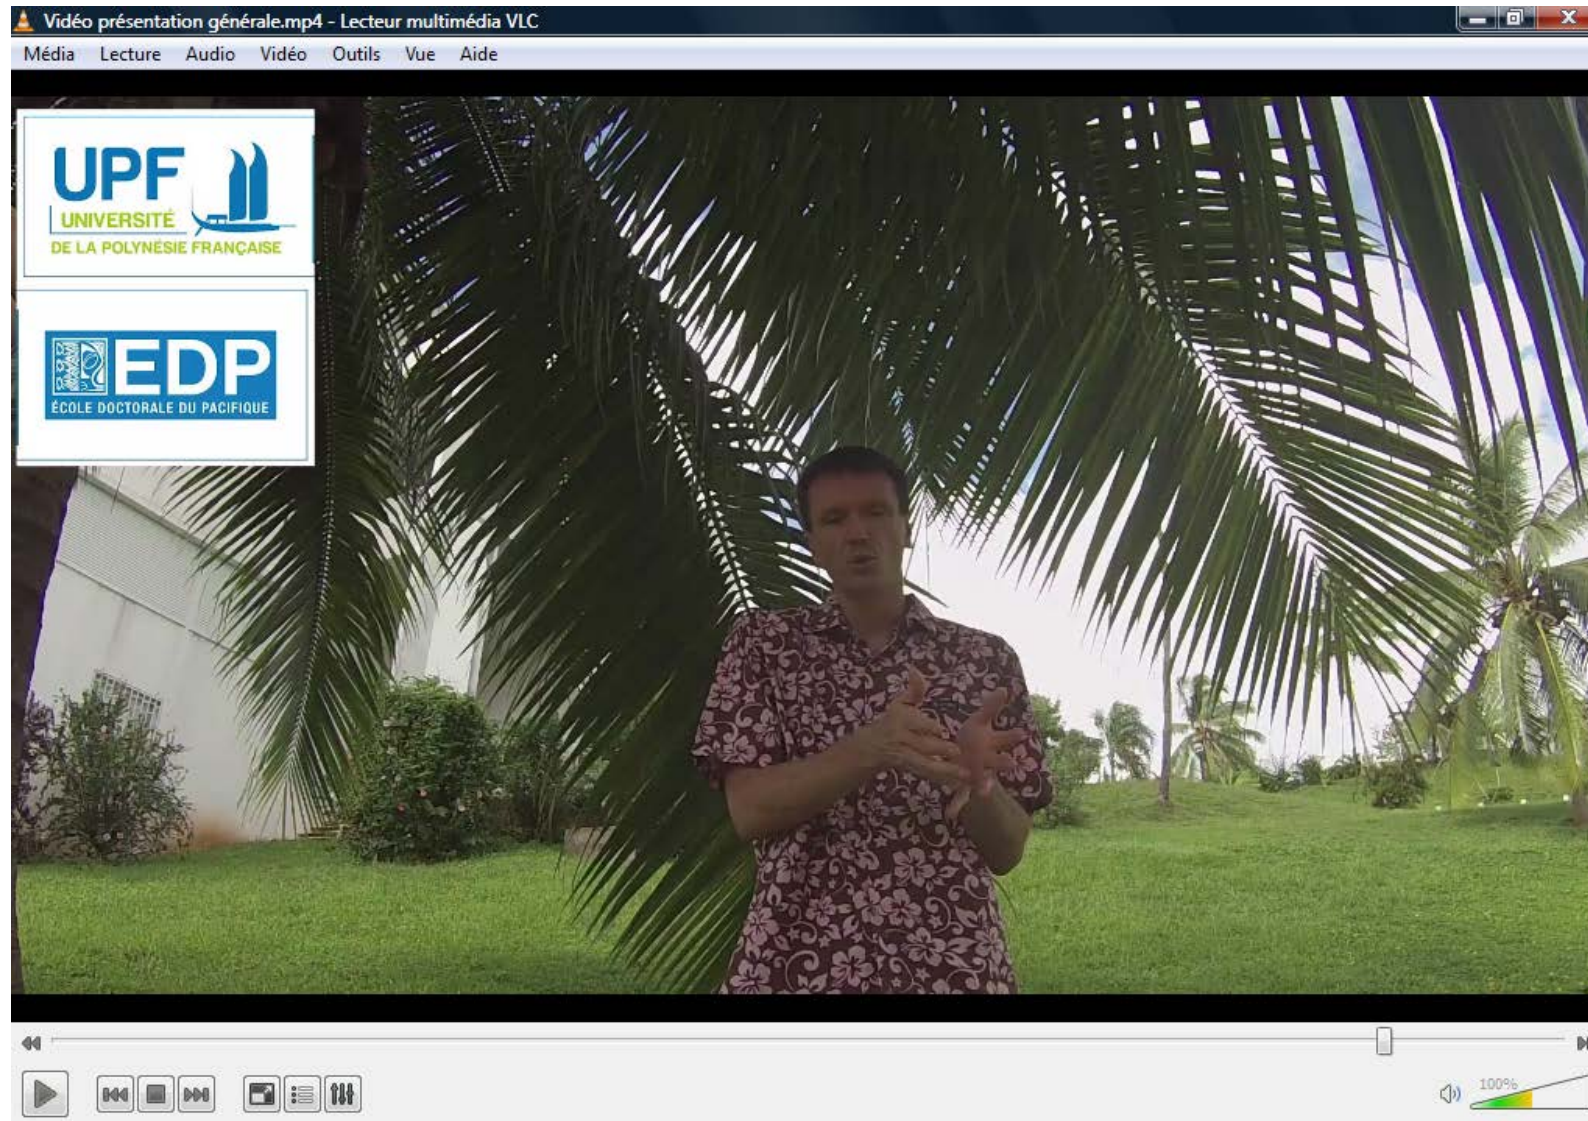 Vidéo présentation générale.mp4 - Lecteur multimédia VLC
Média Lecture Audio Vidéo Outils Vue Aide
UPF
UNIVERSITÉ
DE LA POLYNÉSIE FRANÇAISE
EDP
ÉCOLE DOCTORALE DU PACIFIQUE
100%